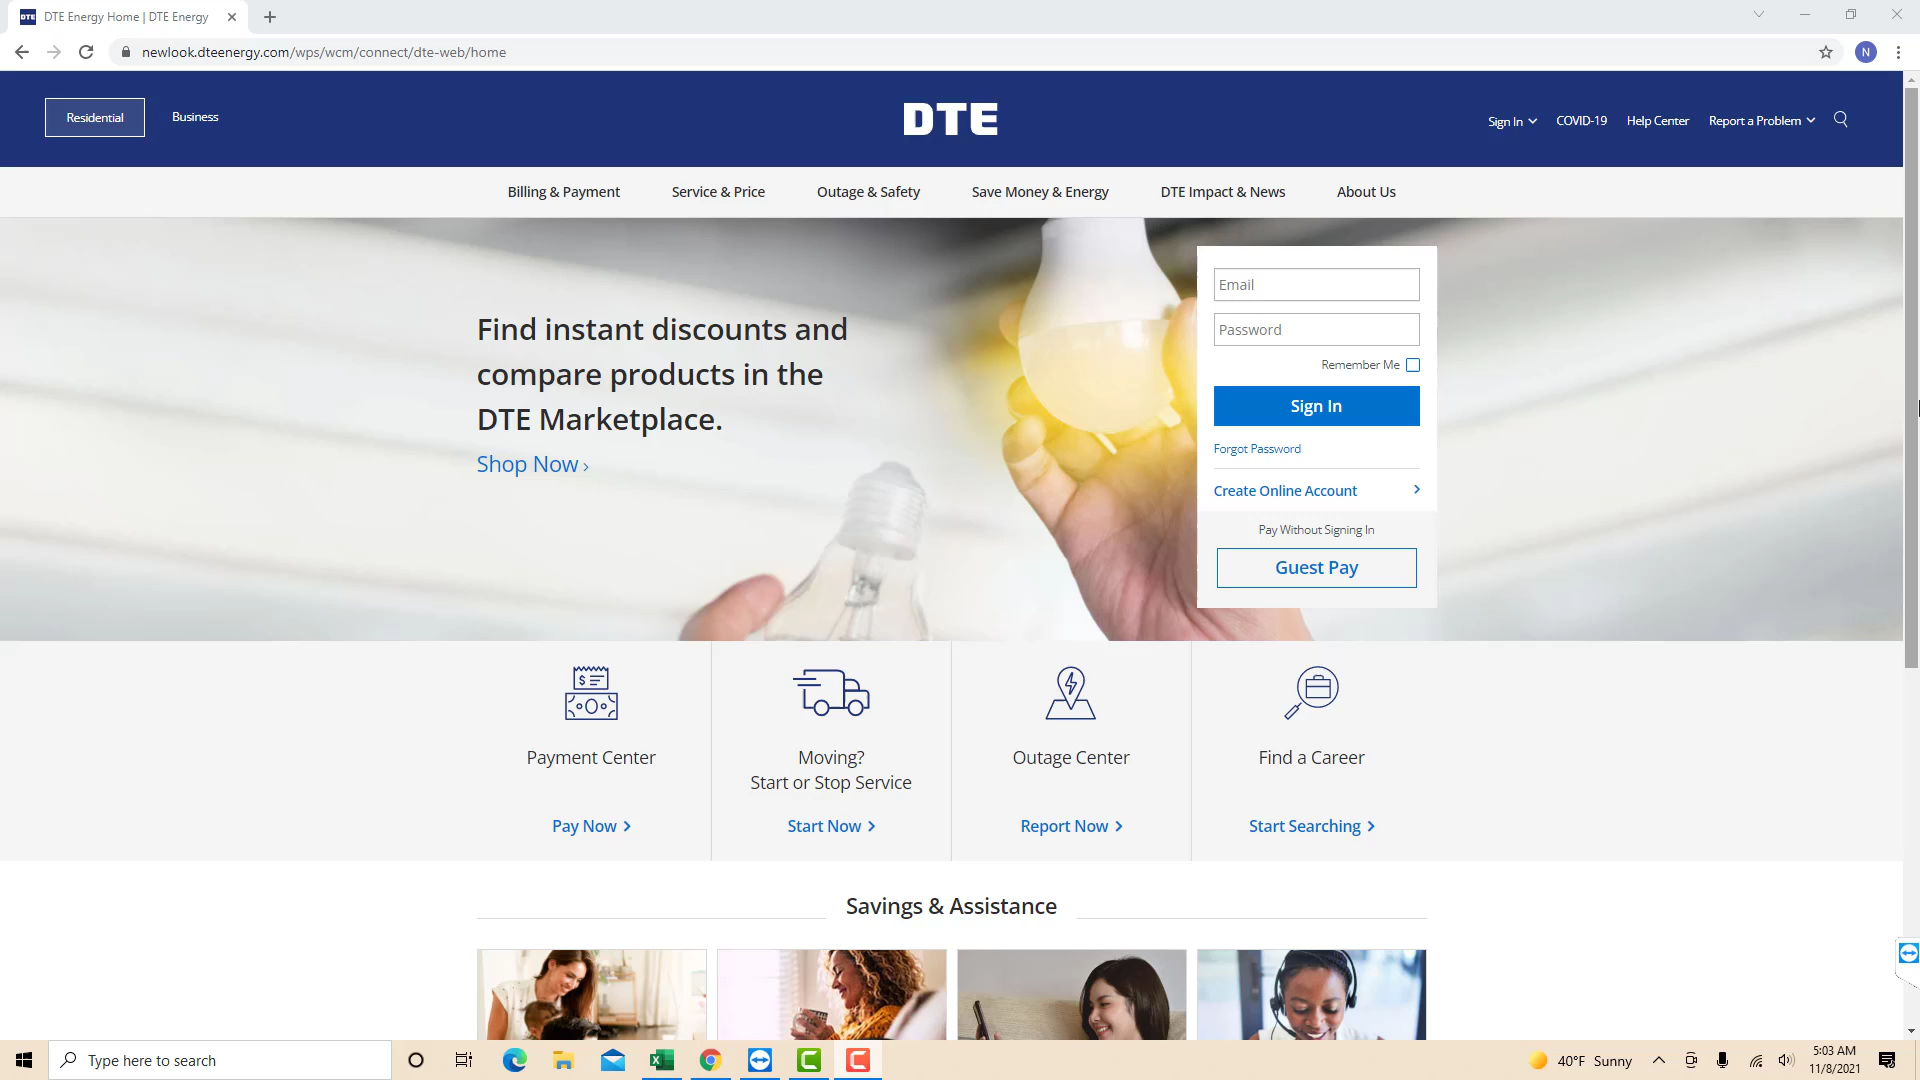 DTE
DTE Energy Home | DTE Energy
newlook.dteenergy.com/wps/wcm/connect/dte-web/home
N
Residential
Business
DTE
Sign In
COVID-19
Help Center
Report a Problem
Billing & Payment
Service & Price
Outage & Safety
Save Money & Energy
DTE Impact & News
About Us
Find instant discounts and
compare products in the
DTE Marketplace.
Shop Now
Email
Password
Remember Me
Sign In
Forgot Password
Create Online Account
Pay Without Signing In
Guest Pay
Payment Center
Pay Now
Moving?
Start or Stop Service
Start Now
Outage Center
Report Now
Find a Career
Start Searching
Savings & Assistance
Type here to search
40°F Sunny
5:03 AM
11/8/2021